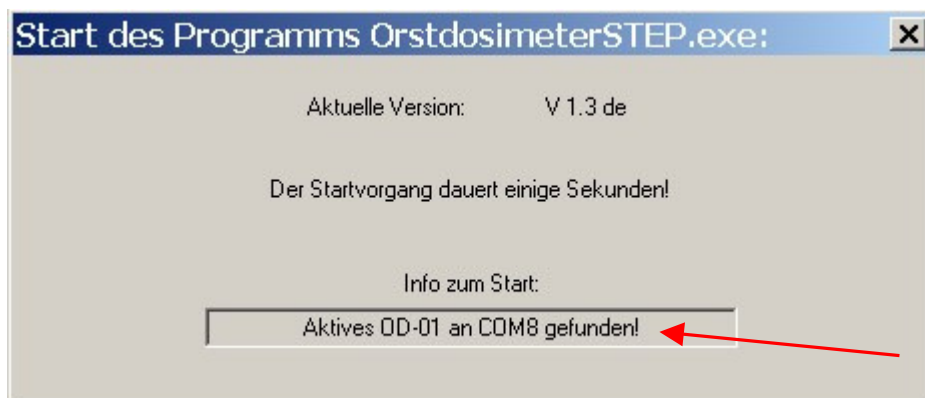 Start des Programms OrstdosimeterSTEP.exe:
Aktuelle Version: V 1.3 de
Der Startvorgang dauert einige Sekunden!
Info zum Start:
Aktives OD-01 an COM8 gefunden!